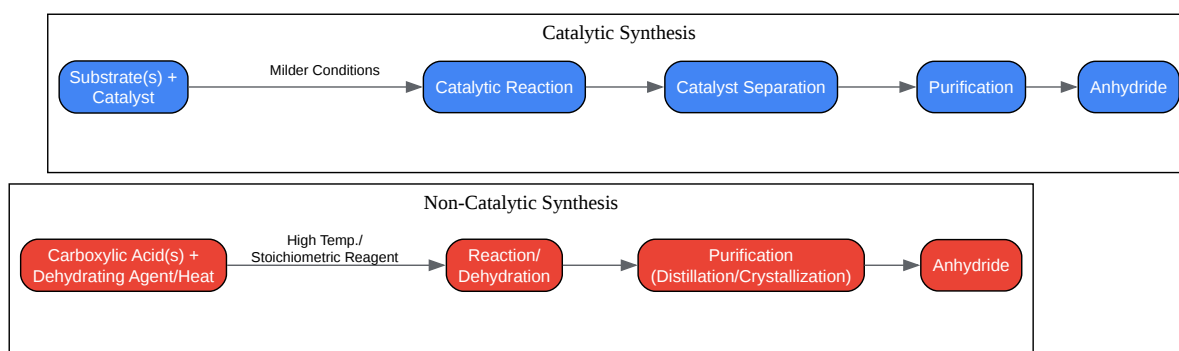 Catalytic Synthesis
Substrate(s) +
Catalyst
Milder Conditions
Catalytic Reaction
Catalyst Separation
Purification
Anhydride
Non-Catalytic Synthesis
Carboxylic Acid(s) +
Dehydrating Agent/Heat
High Temp./
Stoichiometric Reagent
Reaction/
Dehydration
Purification
(Distillation/Crystallization)
Anhydride